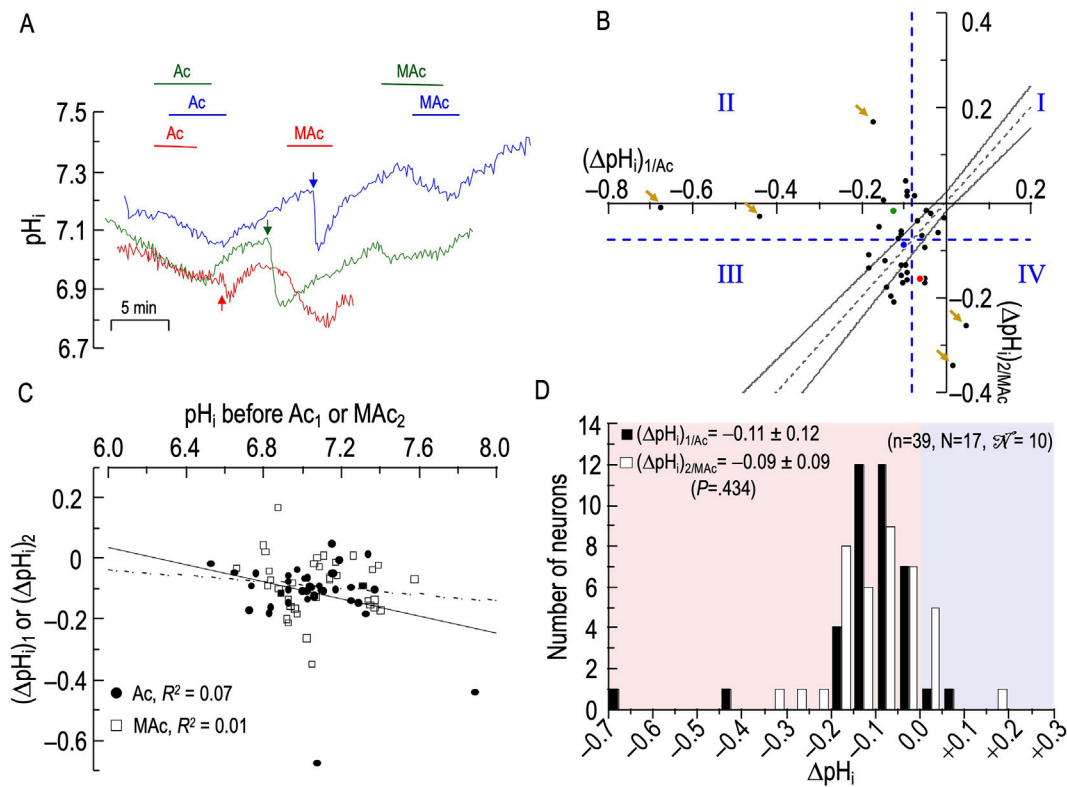 A
Ac
MAc
Ac
MAc
Ac
MAc
7.5
7.3
7.1
6.9
6.7
pHi
5 min
B
0.4
0.2
−0.2
−0.4
II
I
III
IV
(ΔpHi)1/Ac
−0.8
−0.6
−0.4
−0.2
0.2
(ΔpHi)2/MAc
C
pHi before Ac1 or MAc2
6.0
6.4
6.8
7.2
7.6
8.0
0.2
0
−0.2
−0.4
−0.6
(ΔpHi)1 or (ΔpHi)2
Ac, R² = 0.07
MAc, R² = 0.01
D
14
12
10
8
6
4
2
0
Number of neurons
(ΔpHi)1/Ac= −0.11 ± 0.12
(ΔpHi)2/MAc= −0.09 ± 0.09
(P=.434)
(n=39, N=17, 𝒩 = 10)
−0.7
−0.6
−0.5
−0.4
−0.3
−0.2
−0.1
0.0
+0.1
+0.2
+0.3
ΔpHi